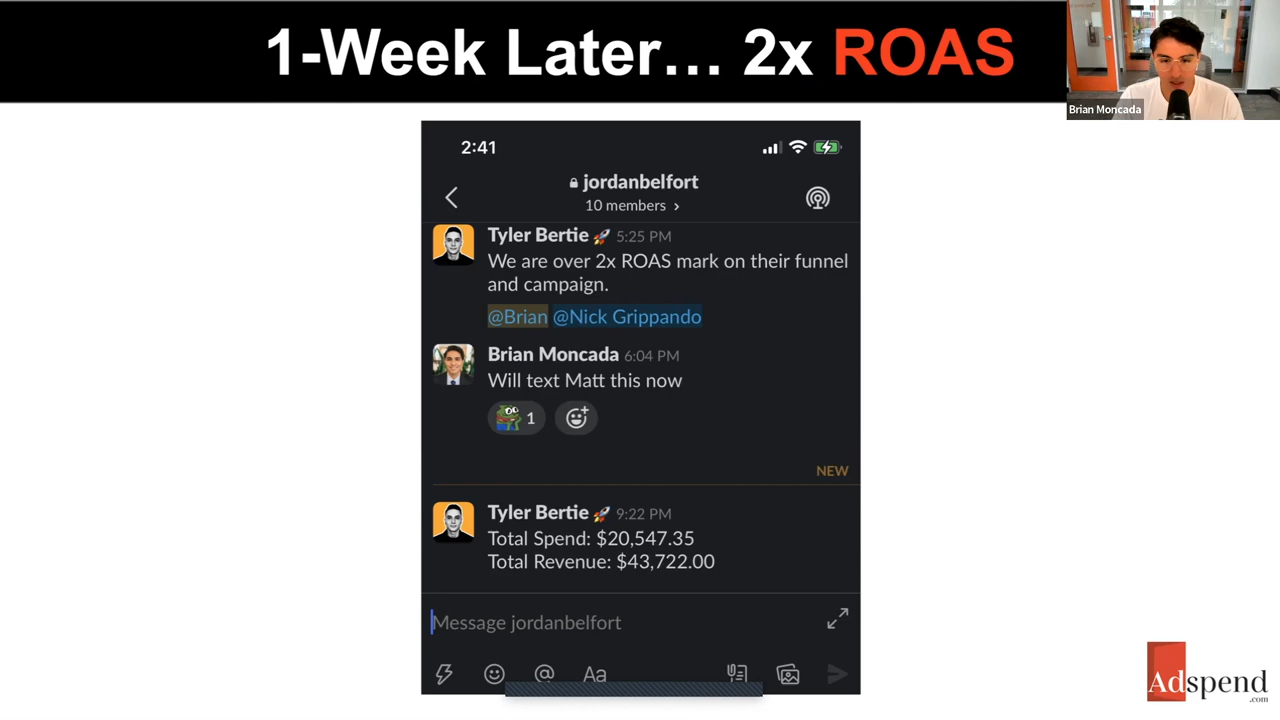 1-Week Later… 2x ROAS
Brian Moncada
2:41
jordanbelfort
10 members >
Tyler Bertie 🚀 5:25 PM
We are over 2x ROAS mark on their funnel
and campaign.
@Brian @Nick Grippando
Brian Moncada 6:04 PM
Will text Matt this now
1
NEW
Tyler Bertie 🚀 9:22 PM
Total Spend: $20,547.35
Total Revenue: $43,722.00
Message jordanbelfort
@ Aa
Adspend
.com